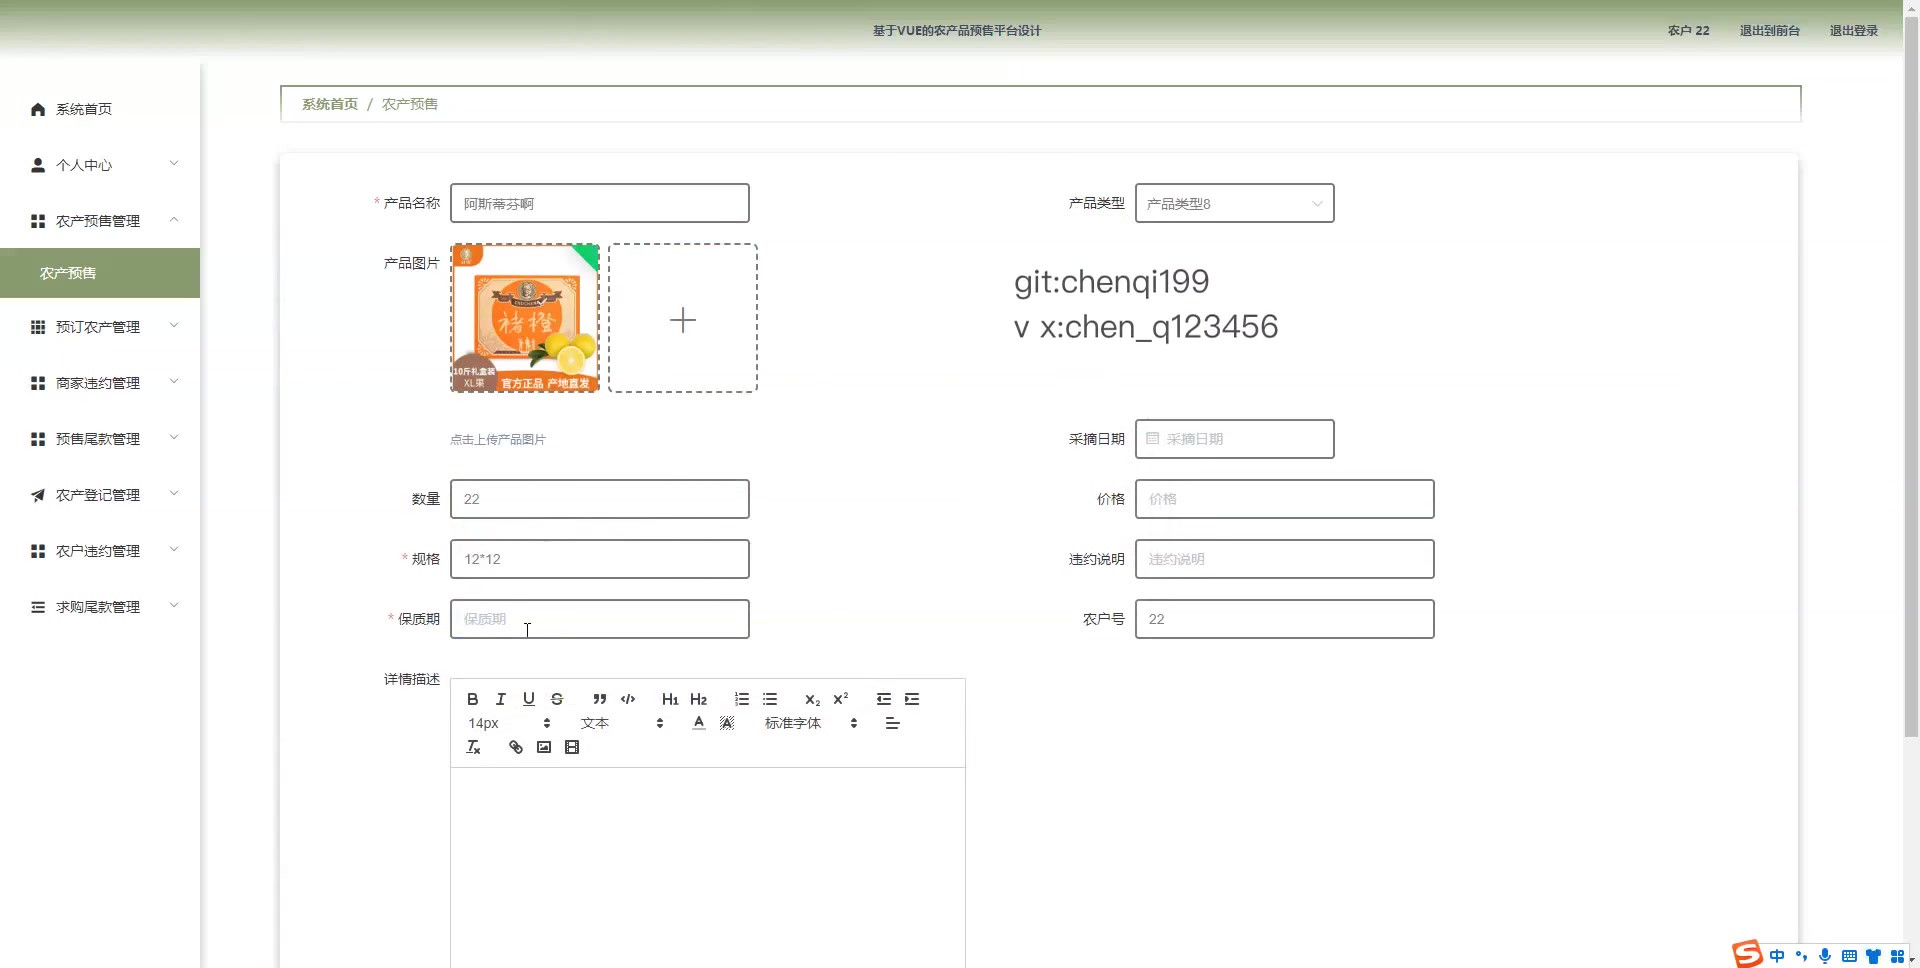 基于VUE的农产品预售平台设计
农户 22
退出到前台
退出登录
系统首页
个人中心
农产预售管理
农产预售
预订农产管理
商家违约管理
预售尾款管理
农产登记管理
农户违约管理
求购尾款管理
系统首页 / 农产预售
* 产品名称
阿斯蒂芬啊
产品类型
产品类型8
产品图片
褚橙
10斤礼盒装
XL果
官方正品 产地直发
git:chenqi199
v x:chen_q123456
点击上传产品图片
采摘日期
采摘日期
数量
22
价格
价格
* 规格
12*12
违约说明
违约说明
* 保质期
保质期
农户号
22
详情描述
14px
文本
标准字体
中